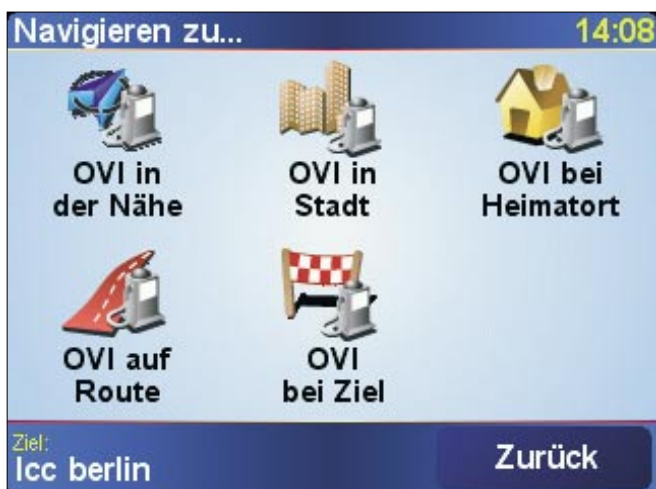 Navigieren zu... 14:08
OVI in
der Nähe
OVI in
Stadt
OVI bei
Heimatort
OVI auf
Route
OVI
bei Ziel
Ziel:
Icc berlin
Zurück